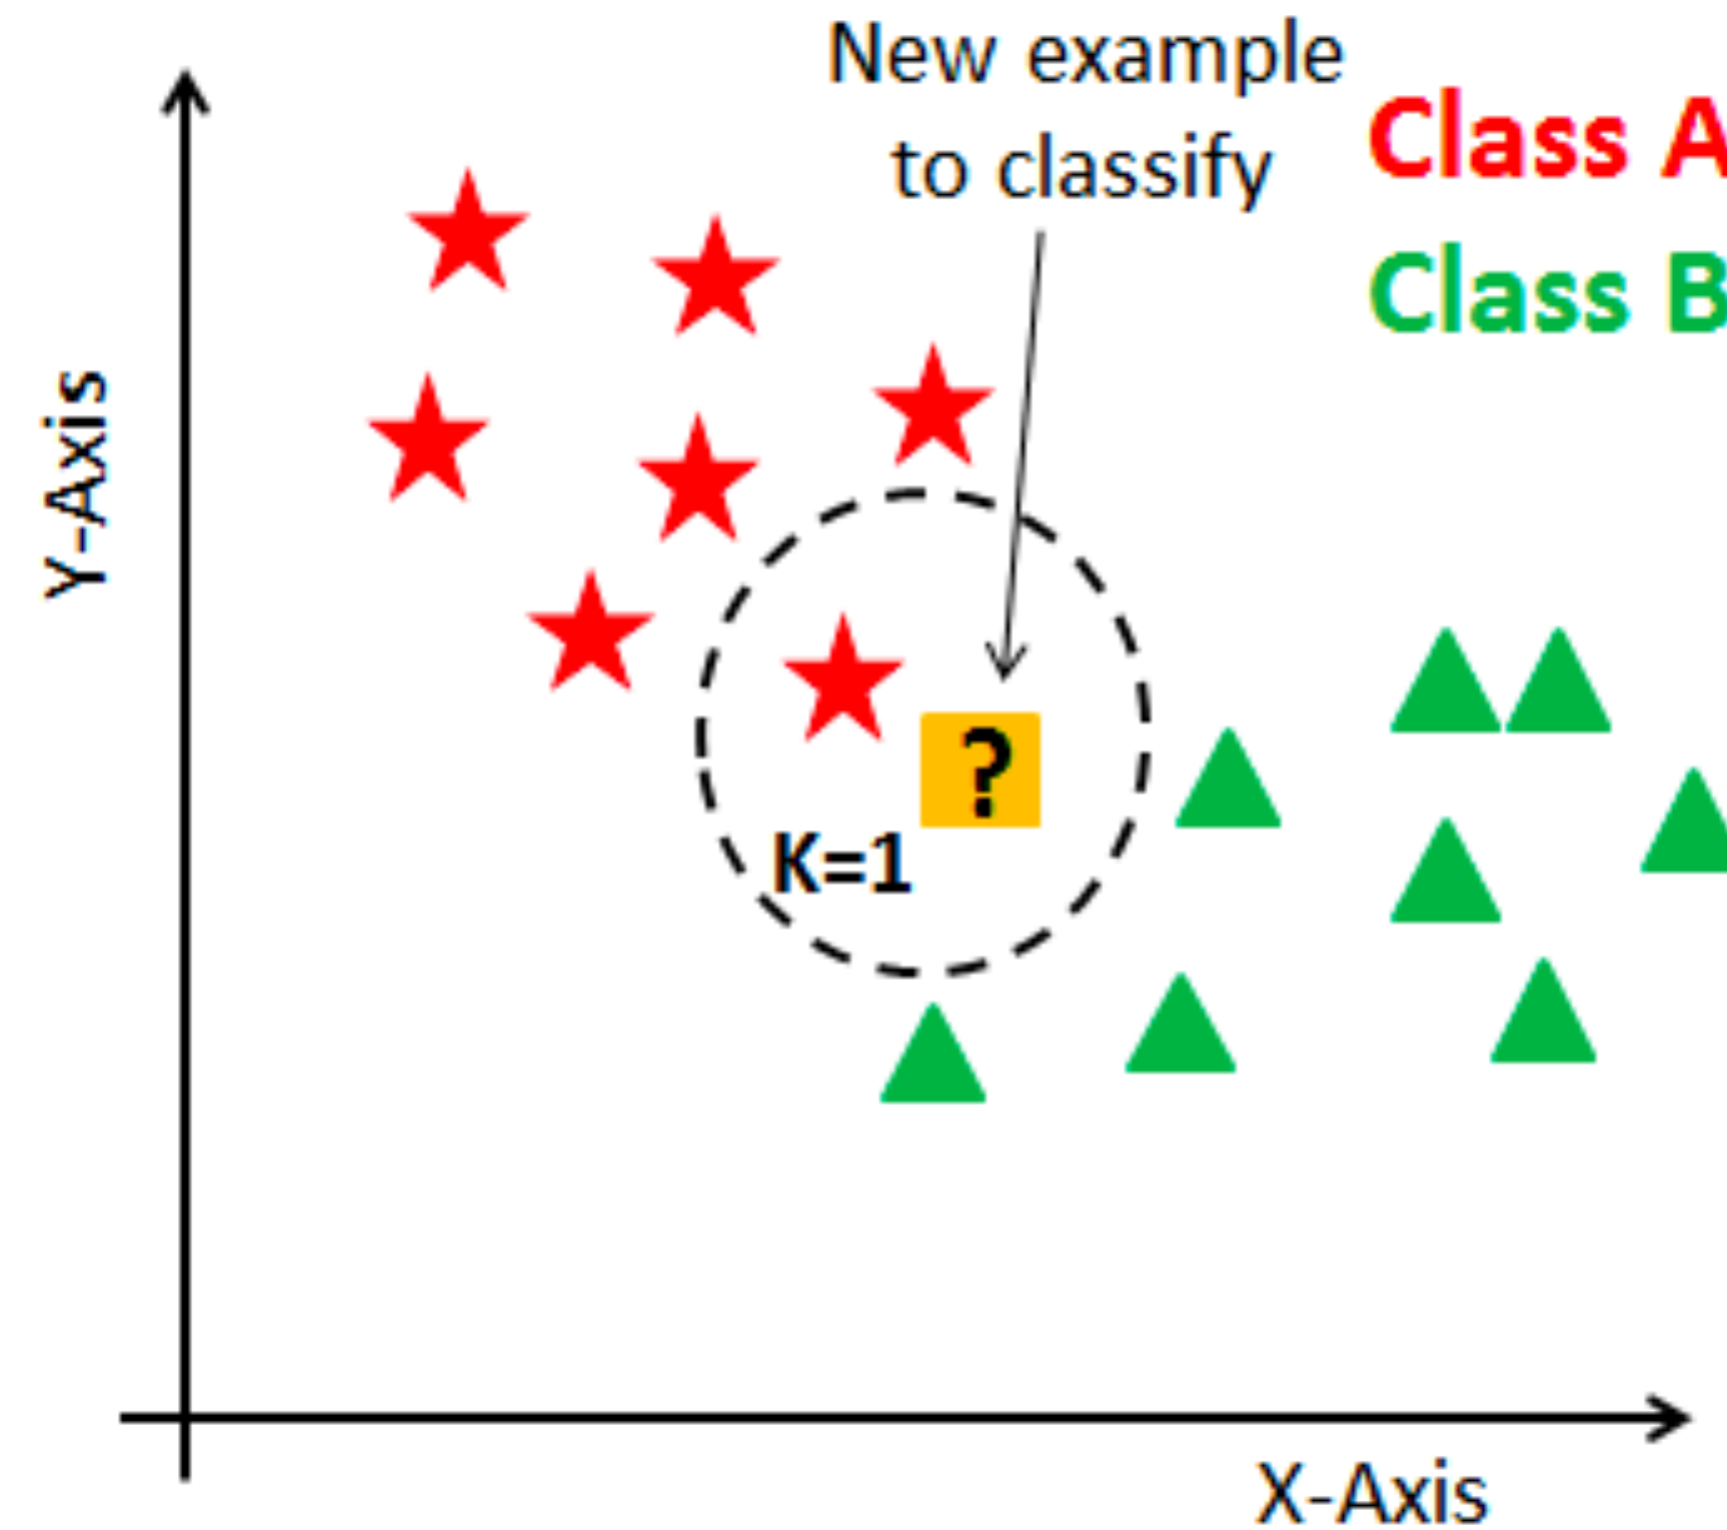 New example
to classify
Class A
Class B
Y-Axis
?
K=1
X-Axis